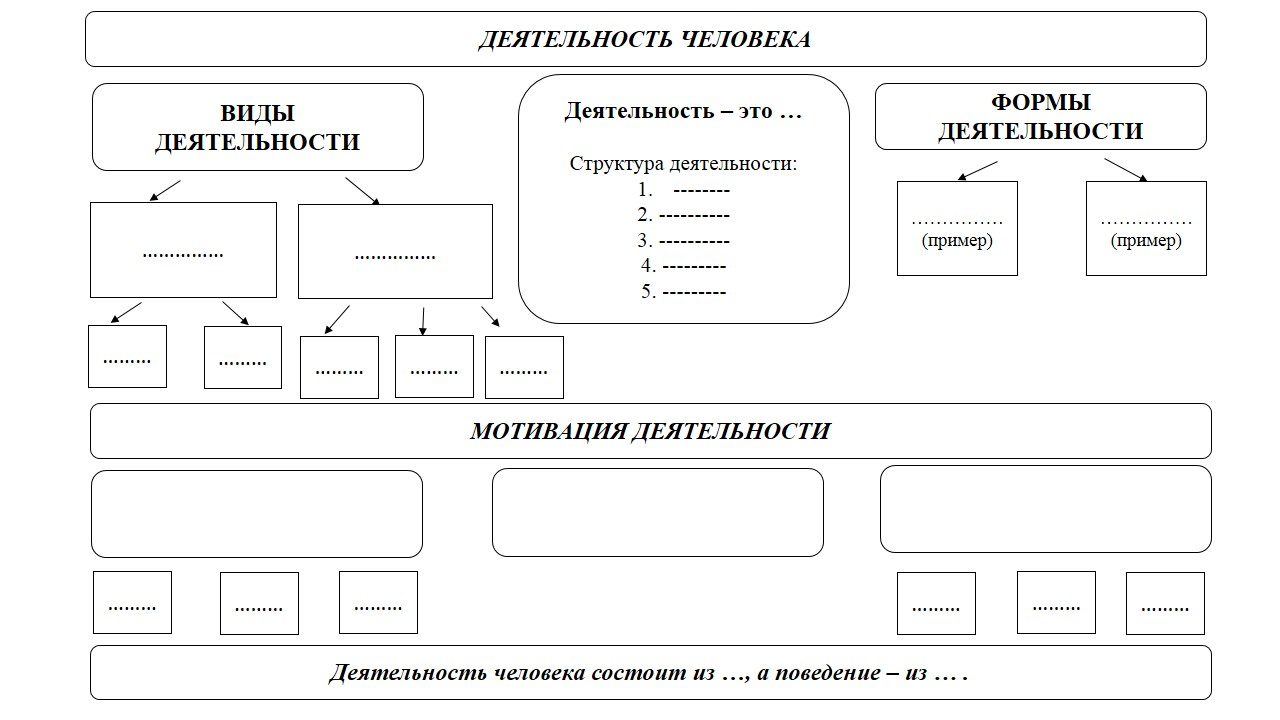 ДЕЯТЕЛЬНОСТЬ ЧЕЛОВЕКА
ВИДЫ
ДЕЯТЕЛЬНОСТИ
……………
……………
………
………
………
………
………
Деятельность – это …
Структура деятельности:
1. --------
2. ----------
3. ----------
4. ---------
5. ---------
ФОРМЫ
ДЕЯТЕЛЬНОСТИ
……………
(пример)
……………
(пример)
МОТИВАЦИЯ ДЕЯТЕЛЬНОСТИ
………
………
………
………
………
………
Деятельность человека состоит из …, а поведение – из … .